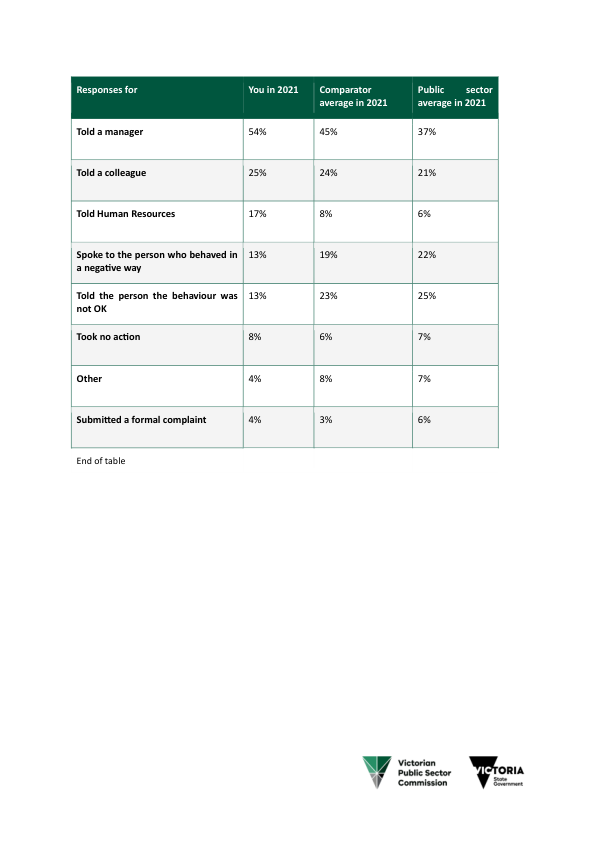 Responses for You in 2021 Comparator average in 2021 Public sector average in 2021
Told a manager 54% 45% 37%
Told a colleague 25% 24% 21%
Told Human Resources 17% 8% 6%
Spoke to the person who behaved in a negative way 13% 19% 22%
Told the person the behaviour was not OK 13% 23% 25%
Took no action 8% 6% 7%
Other 4% 8% 7%
Submitted a formal complaint 4% 3% 6%
End of table
Victorian
Public Sector
Commission
VICTORIA
State
Government